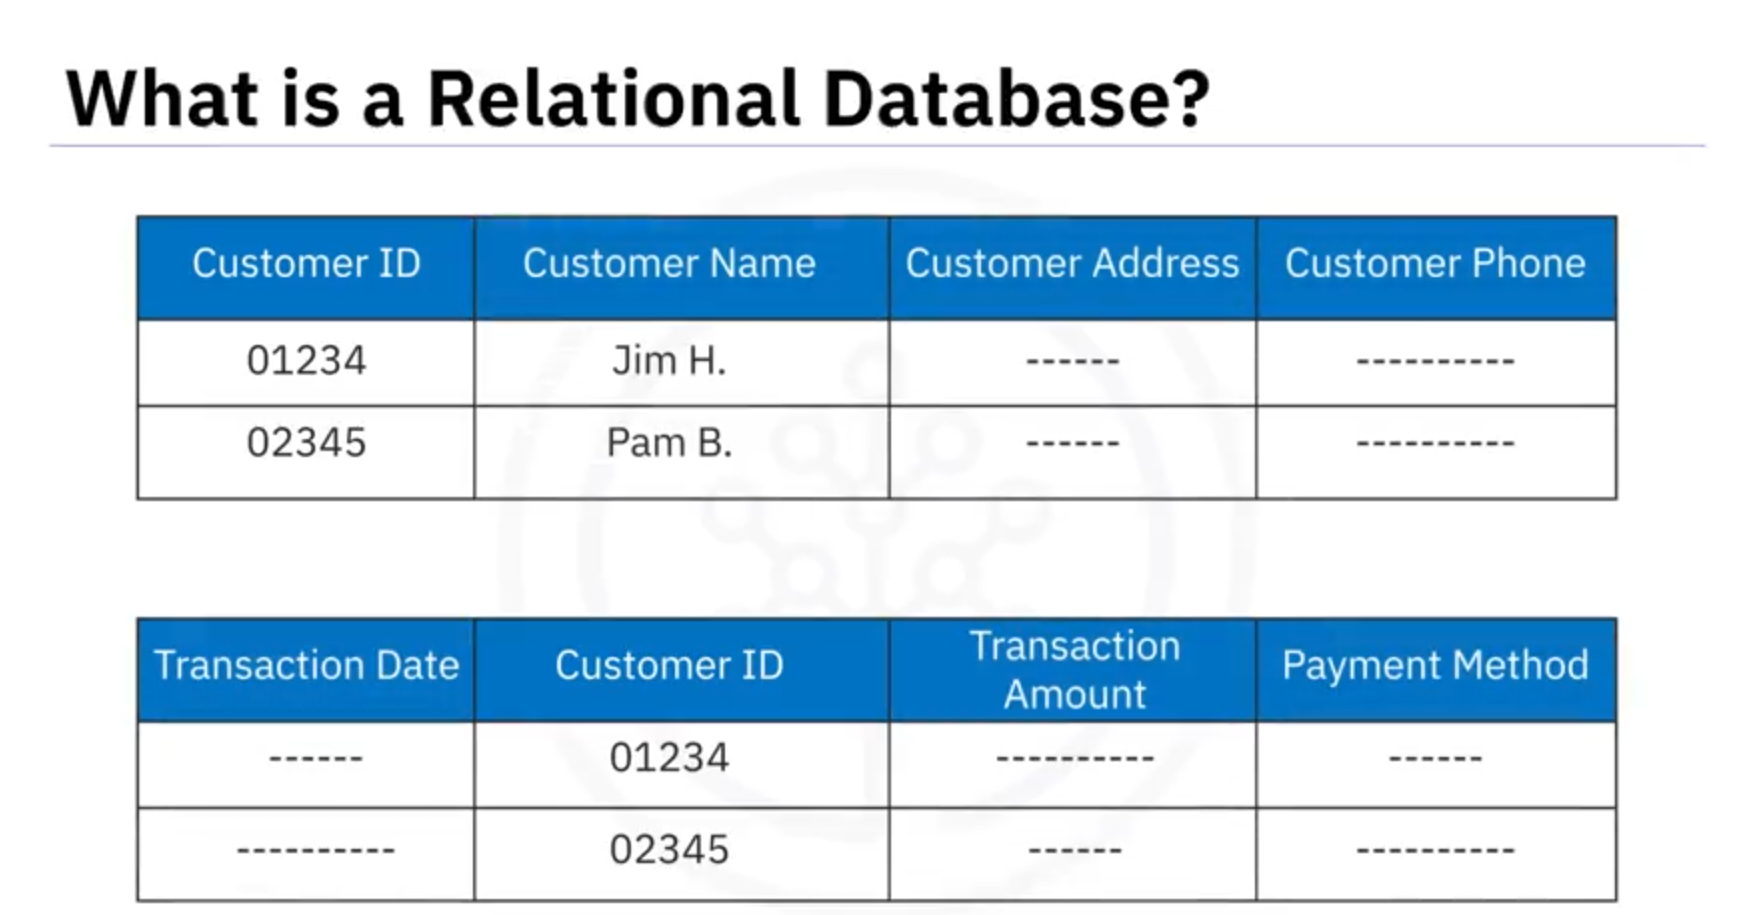 What is a Relational Database?
Customer ID Customer Name Customer Address Customer Phone
01234 Jim H. ------ ----------
02345 Pam B. ------ ----------
Transaction Date Customer ID Transaction Amount Payment Method
------ 01234 ---------- ------
---------- 02345 ------ ----------